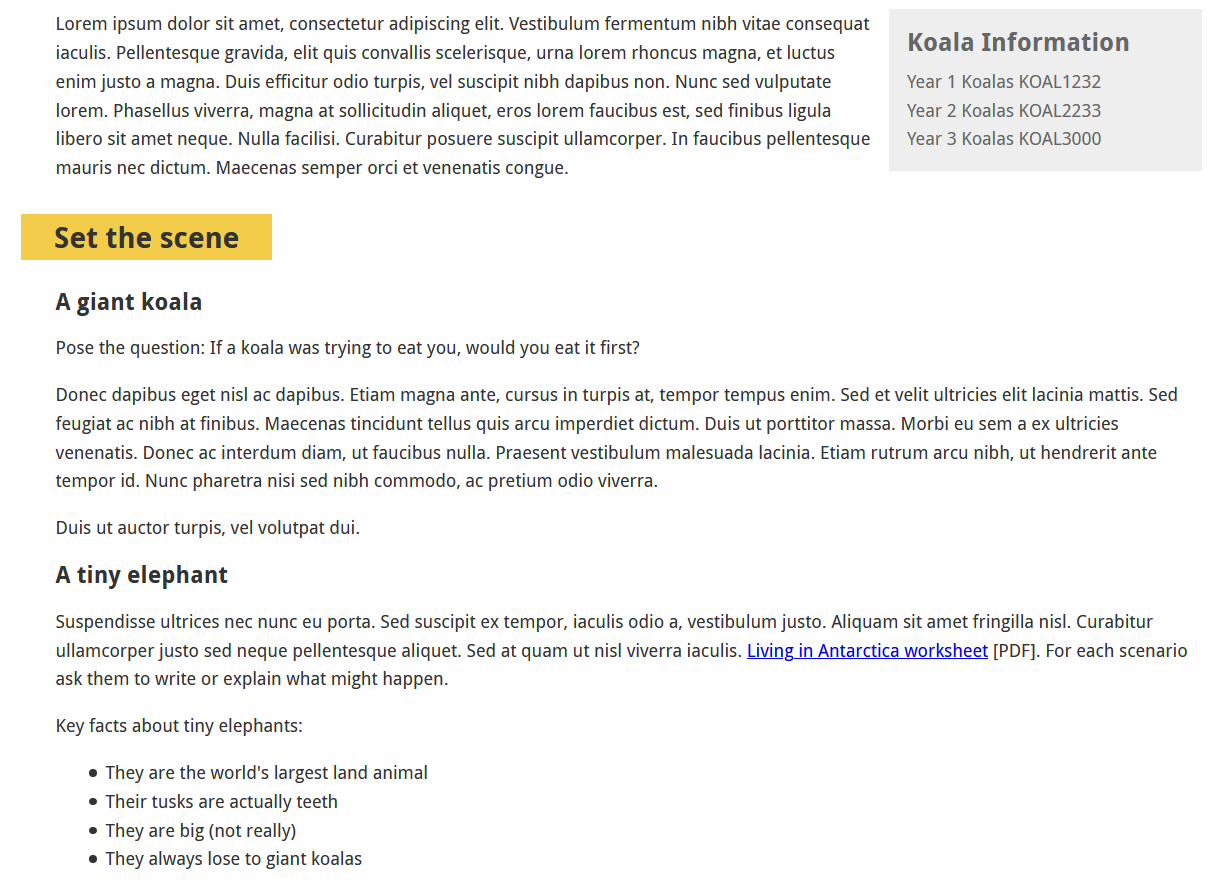 Lorem ipsum dolor sit amet, consectetur adipiscing elit. Vestibulum fermentum nibh vitae consequat
iaculis. Pellentesque gravida, elit quis convallis scelerisque, urna lorem rhoncus magna, et luctus
enim justo a magna. Duis efficitur odio turpis, vel suscipit nibh dapibus non. Nunc sed vulputate
lorem. Phasellus viverra, magna at sollicitudin aliquet, eros lorem faucibus est, sed finibus ligula
libero sit amet neque. Nulla facilisi. Curabitur posuere suscipit ullamcorper. In faucibus pellentesque
mauris nec dictum. Maecenas semper orci et venenatis congue.
Koala Information
Year 1 Koalas KOAL1232
Year 2 Koalas KOAL2233
Year 3 Koalas KOAL3000
Set the scene
A giant koala
Pose the question: If a koala was trying to eat you, would you eat it first?
Donec dapibus eget nisl ac dapibus. Etiam magna ante, cursus in turpis at, tempor tempus enim. Sed et velit ultricies elit lacinia mattis. Sed
feugiat ac nibh at finibus. Maecenas tincidunt tellus quis arcu imperdiet dictum. Duis ut porttitor massa. Morbi eu sem a ex ultricies
venenatis. Donec ac interdum diam, ut faucibus nulla. Praesent vestibulum malesuada lacinia. Etiam rutrum arcu nibh, ut hendrerit ante
tempor id. Nunc pharetra nisi sed nibh commodo, ac pretium odio viverra.
Duis ut auctor turpis, vel volutpat dui.
A tiny elephant
Suspendisse ultrices nec nunc eu porta. Sed suscipit ex tempor, iaculis odio a, vestibulum justo. Aliquam sit amet fringilla nisl. Curabitur
ullamcorper justo sed neque pellentesque aliquet. Sed at quam ut nisl viverra iaculis. Living in Antarctica worksheet [PDF]. For each scenario
ask them to write or explain what might happen.
Key facts about tiny elephants:
• They are the world's largest land animal
• Their tusks are actually teeth
• They are big (not really)
• They always lose to giant koalas